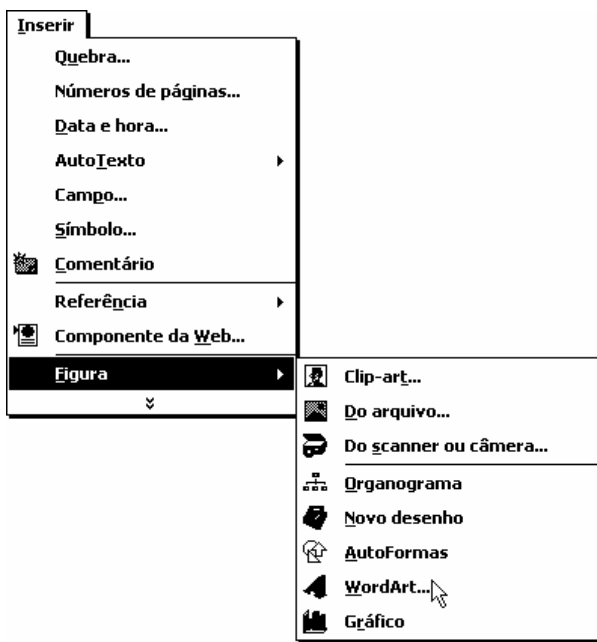 Inserir
Quebra...
Números de páginas...
Data e hora...
AutoTexto
Campo...
Símbolo...
Comentário
Referência
Componente da Web...
Figura
Clip-art...
Do arquivo...
Do scanner ou câmera...
Organograma
Novo desenho
AutoFormas
WordArt...
Gráfico